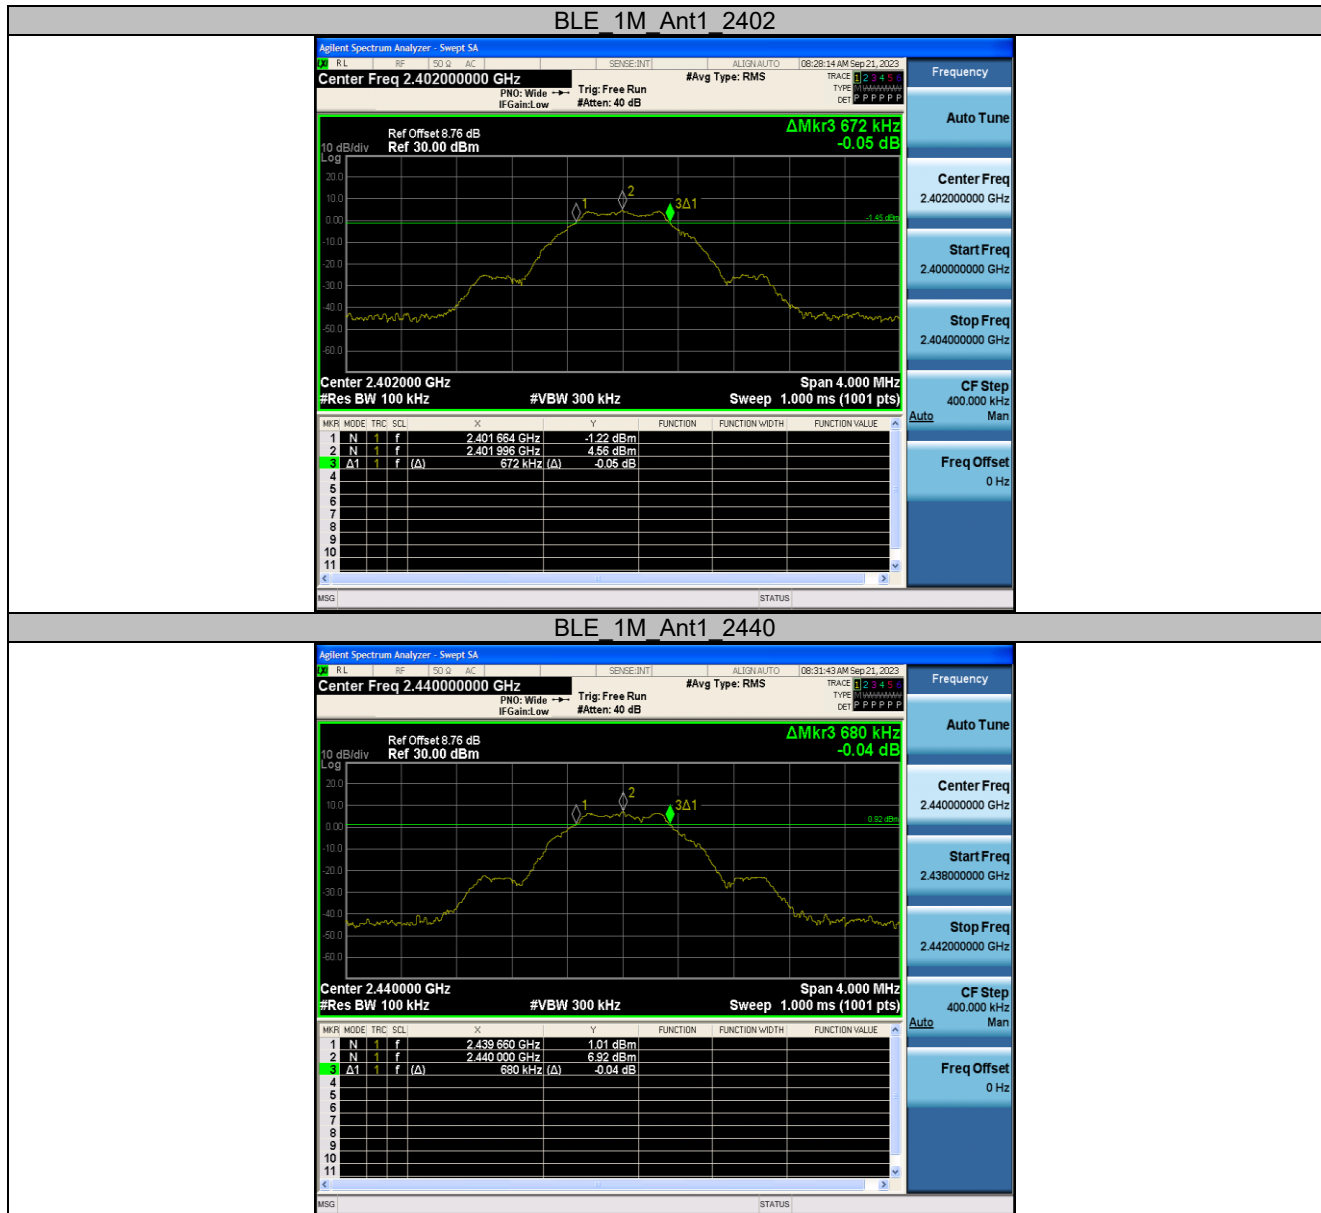 BLE_1M_Ant1_2402
Agilent Spectrum Analyzer - Swept SA
LXI RL RF 50 Ω AC SENSE:INT ALIGN AUTO 08:28:14 AM Sep 21, 2023
Center Freq 2.402000000 GHz #Avg Type: RMS TRACE 1 2 3 4 5 6
PNO: Wide Trig: Free Run TYPE M W W W W W
IFGain:Low #Atten: 40 dB DET P P P P P P
Frequency
Auto Tune
Center Freq
2.402000000 GHz
Start Freq
2.400000000 GHz
Stop Freq
2.404000000 GHz
CF Step
400.000 kHz
Auto Man
Freq Offset
0 Hz
ΔMkr3 672 kHz
-0.05 dB
Ref Offset 8.76 dB
10 dB/div Ref 30.00 dBm
Log
20.0
10.0
0.00
-10.0
-20.0
-30.0
-40.0
-50.0
-60.0
1
2
3Δ1
-1.45 dBm
Center 2.402000 GHz Span 4.000 MHz
#Res BW 100 kHz #VBW 300 kHz Sweep 1.000 ms (1001 pts)
MKR MODE TRC SCL X Y FUNCTION FUNCTION WIDTH FUNCTION VALUE
1 N 1 f 2.401 664 GHz -1.22 dBm
2 N 1 f 2.401 996 GHz 4.56 dBm
3 Δ1 1 f (Δ) 672 kHz (Δ) -0.05 dB
4
5
6
7
8
9
10
11
MSG STATUS
BLE_1M_Ant1_2440
Agilent Spectrum Analyzer - Swept SA
LXI RL RF 50 Ω AC SENSE:INT ALIGN AUTO 08:31:43 AM Sep 21, 2023
Center Freq 2.440000000 GHz #Avg Type: RMS TRACE 1 2 3 4 5 6
PNO: Wide Trig: Free Run TYPE M W W W W W
IFGain:Low #Atten: 40 dB DET P P P P P P
Frequency
Auto Tune
Center Freq
2.440000000 GHz
Start Freq
2.438000000 GHz
Stop Freq
2.442000000 GHz
CF Step
400.000 kHz
Auto Man
Freq Offset
0 Hz
ΔMkr3 680 kHz
-0.04 dB
Ref Offset 8.76 dB
10 dB/div Ref 30.00 dBm
Log
20.0
10.0
0.00
-10.0
-20.0
-30.0
-40.0
-50.0
-60.0
1
2
3Δ1
0.92 dBm
Center 2.440000 GHz Span 4.000 MHz
#Res BW 100 kHz #VBW 300 kHz Sweep 1.000 ms (1001 pts)
MKR MODE TRC SCL X Y FUNCTION FUNCTION WIDTH FUNCTION VALUE
1 N 1 f 2.439 660 GHz 1.01 dBm
2 N 1 f 2.440 000 GHz 6.92 dBm
3 Δ1 1 f (Δ) 680 kHz (Δ) -0.04 dB
4
5
6
7
8
9
10
11
MSG STATUS